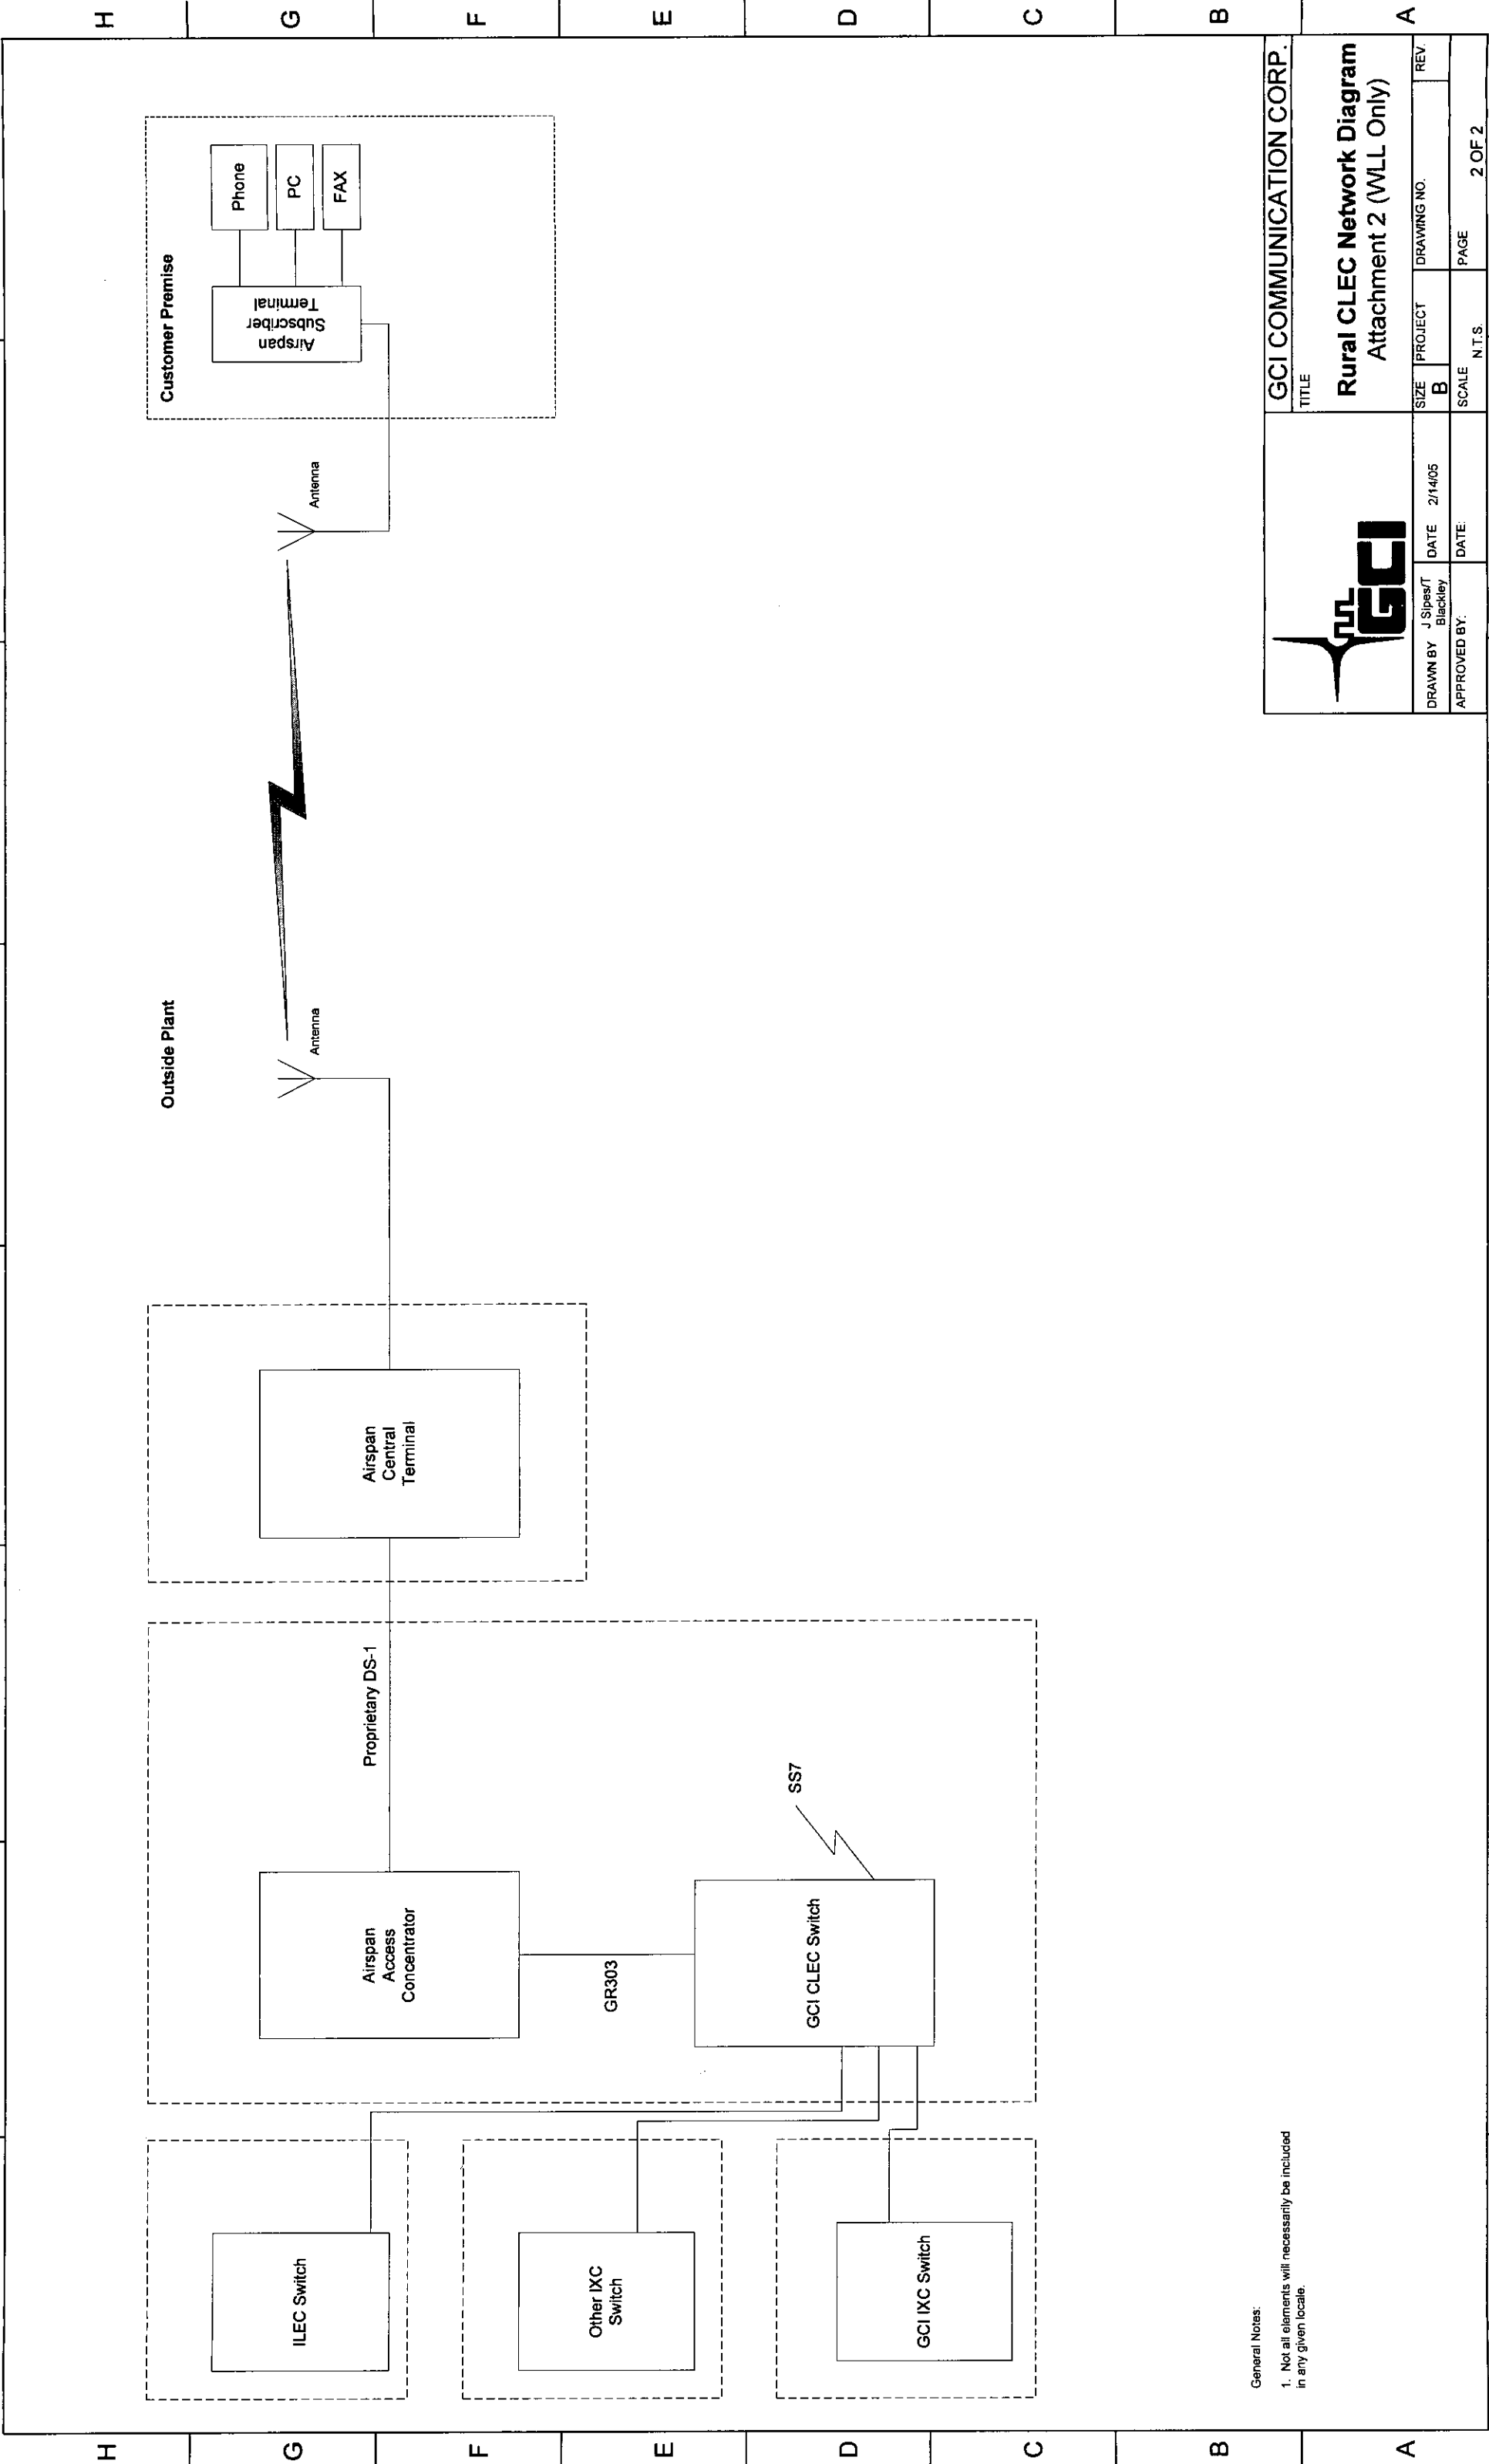 H
G
F
E
D
C
B
A
Outside Plant
Customer Premise
ILEC Switch
Other IXC
Switch
GCI IXC Switch
Airspan
Access
Concentrator
GR303
GCI CLEC Switch
SS7
Proprietary DS-1
Airspan
Central
Terminal
Antenna
Antenna
Airspan
Subscriber
Terminal
Phone
PC
FAX
General Notes:
1. Not all elements will necessarily be included
in any given locale.
GCI
GCI COMMUNICATION CORP.
TITLE
Rural CLEC Network Diagram
Attachment 2 (WLL Only)
DRAWN BY J Sipes/T
Blackley
DATE 2/14/05
SIZE
B
PROJECT
DRAWING NO.
REV.
APPROVED BY:
DATE:
SCALE
N.T.S.
PAGE
2 OF 2
H
G
F
E
D
C
B
A